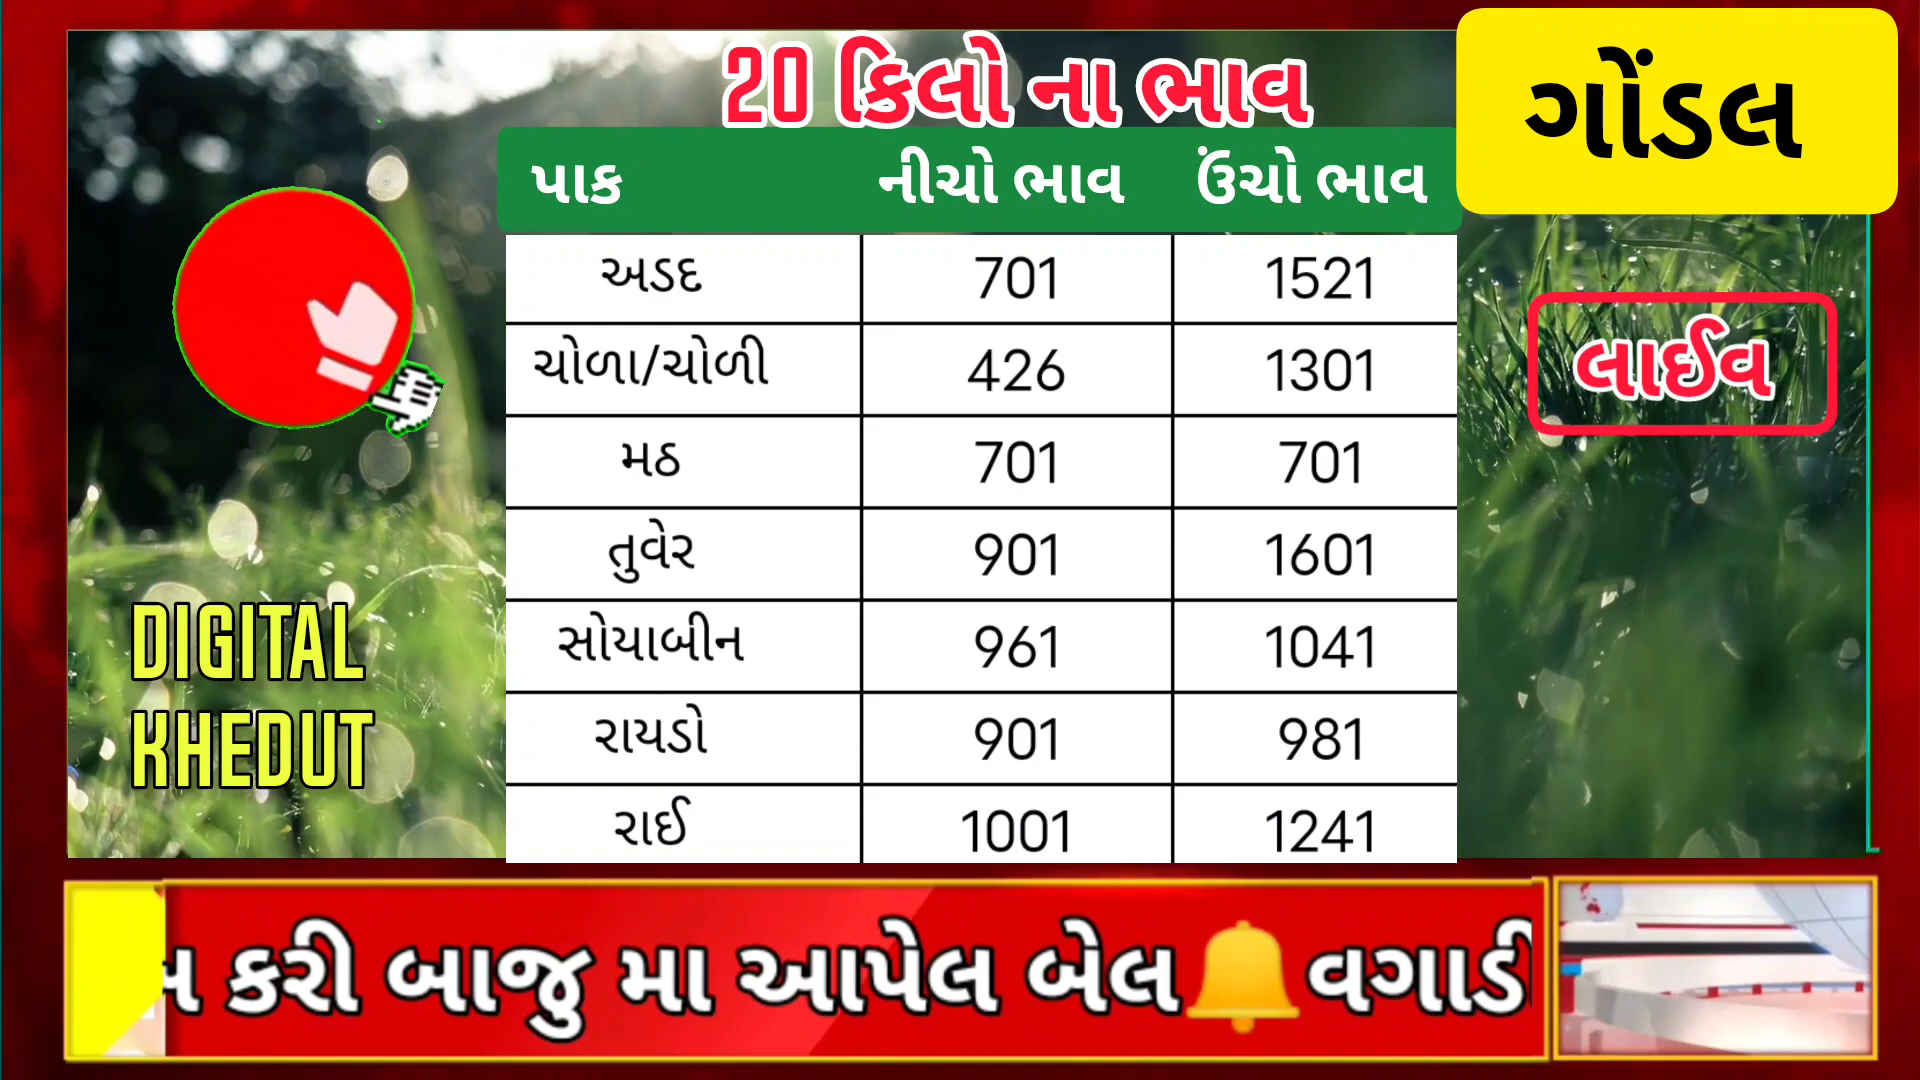 20 કિલો ના ભાવ
ગોંડલ
પાક નીચો ભાવ ઉંચો ભાવ
અડદ 701 1521
ચોળા/ચોળી 426 1301
મઠ 701 701
તુવેર 901 1601
સોયાબીન 961 1041
રાયડો 901 981
રાઈ 1001 1241
લાઈવ
DIGITAL
KHEDUT
કરી બાજુ મા આપેલ બેલ🔔વગાડી